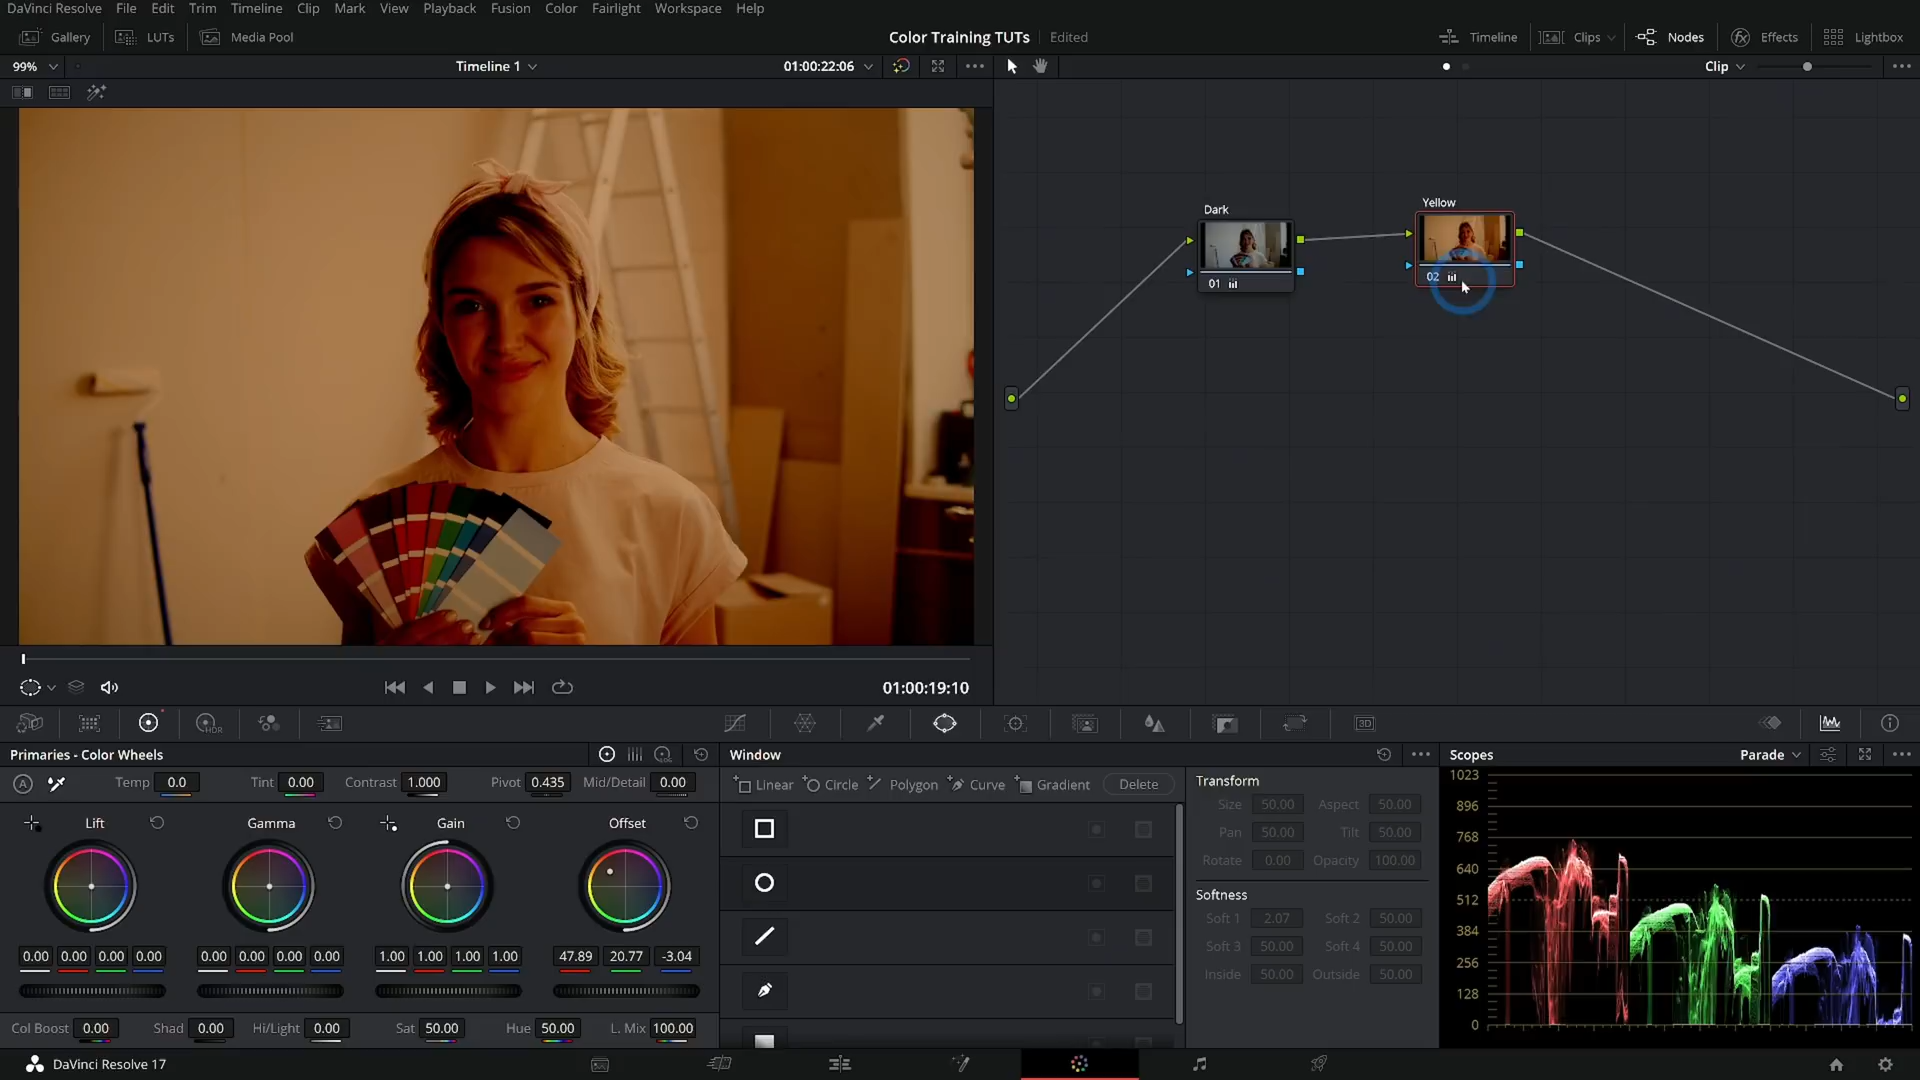 DaVinci Resolve File Edit Trim Timeline Clip Mark View Playback Fusion Color Fairlight Workspace Help
Gallery LUTs Media Pool Color Training TUTs Edited Timeline Clips Nodes Effects Lightbox
99% Timeline 1 01:00:22:06 Clip
Dark
01
Yellow
02
01:00:19:10
HDR
3D
Primaries - Color Wheels
A Temp 0.0 Tint 0.00 Contrast 1.000 Pivot 0.435 Mid/Detail 0.00
Lift Gamma Gain Offset
0.00 0.00 0.00 0.00 0.00 0.00 0.00 0.00 1.00 1.00 1.00 1.00 47.89 20.77 -3.04
Col Boost 0.00 Shad 0.00 Hi/Light 0.00 Sat 50.00 Hue 50.00 L. Mix 100.00
Window
Linear Circle Polygon Curve Gradient Delete
Transform
Size 50.00 Aspect 50.00
Pan 50.00 Tilt 50.00
Rotate 0.00 Opacity 100.00
Softness
Soft 1 2.07 Soft 2 50.00
Soft 3 50.00 Soft 4 50.00
Inside 50.00 Outside 50.00
Scopes Parade
1023
896
768
640
512
384
256
128
0
DaVinci Resolve 17